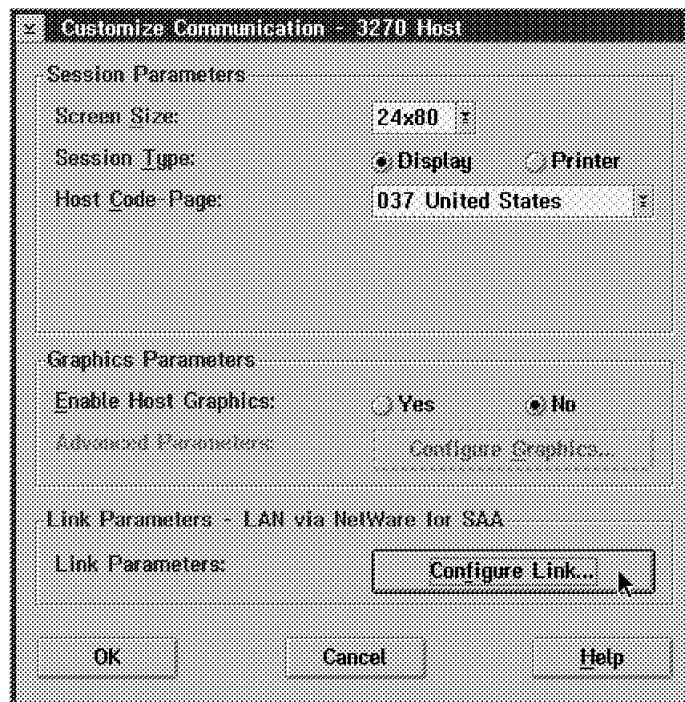 Customize Communication - 3270 Host
Session Parameters
Screen Size: 24x80
Session Type: Display Printer
Host Code-Page: 037 United States
Graphics Parameters
Enable Host Graphics: Yes No
Advanced Parameters: Configure Graphics...
Link Parameters - LAN via NetWare for SAA
Link Parameters: Configure Link...
OK Cancel Help